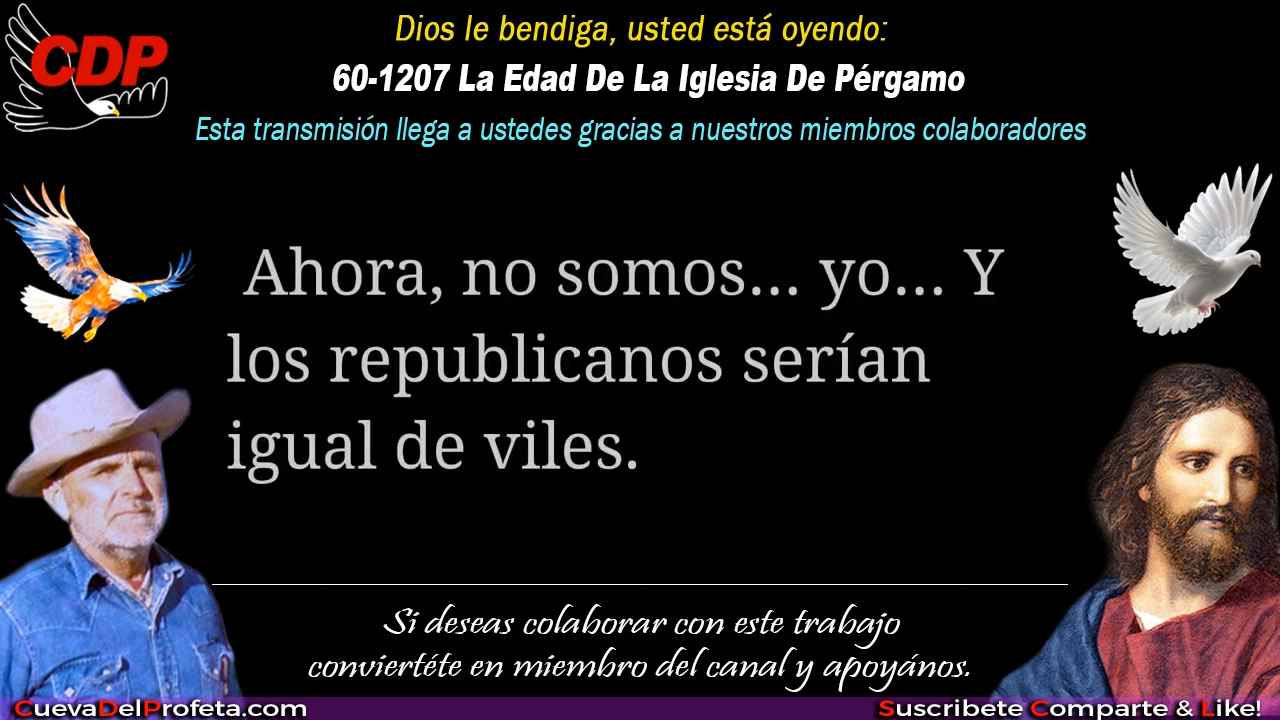 CDP
Dios le bendiga, usted está oyendo:
60-1207 La Edad De La Iglesia De Pérgamo
Esta transmisión llega a ustedes gracias a nuestros miembros colaboradores
Ahora, no somos... yo... Y
los republicanos serían
igual de viles.
Si deseas colaborar con este trabajo
conviertéte en miembro del canal y apoyános.
CuevaDelProfeta.com
Suscribete Comparte & Like!